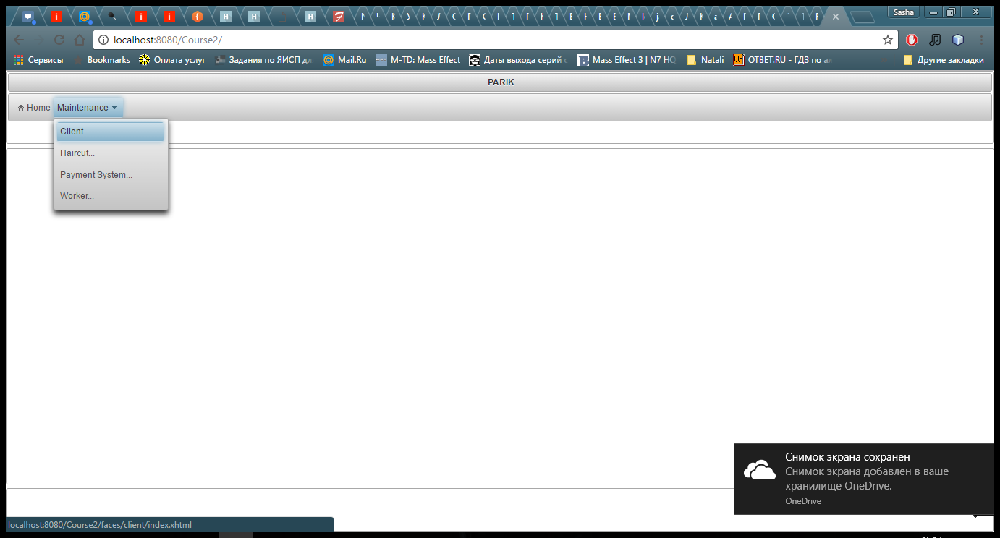 Sasha
localhost:8080/Course2/
Сервисы Bookmarks Оплата услуг Задания по ЯИСП дл Mail.Ru M-TD: Mass Effect Даты выхода серий с Mass Effect 3 | N7 HQ Natali ОТВЕТ.RU - ГДЗ по ал Другие закладки
PARIK
Home Maintenance
Client...
Haircut...
Payment System...
Worker...
Снимок экрана сохранен
Снимок экрана добавлен в ваше
хранилище OneDrive.
OneDrive
localhost:8080/Course2/faces/client/index.xhtml